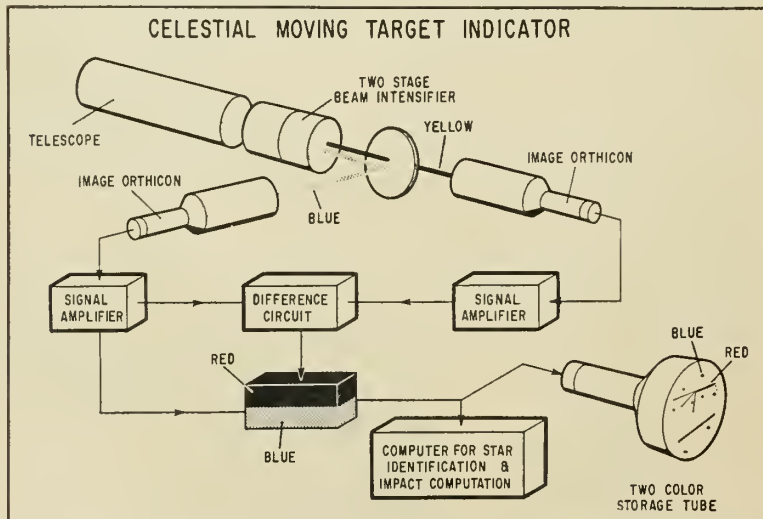 CELESTIAL MOVING TARGET INDICATOR
TWO STAGE
BEAM INTENSIFIER
TELESCOPE
YELLOW
IMAGE ORTHICON
IMAGE ORTHICON
BLUE
SIGNAL
AMPLIFIER
DIFFERENCE
CIRCUIT
SIGNAL
AMPLIFIER
BLUE
RED
RED
BLUE
COMPUTER FOR STAR
IDENTIFICATION &
IMPACT COMPUTATION
TWO COLOR
STORAGE TUBE